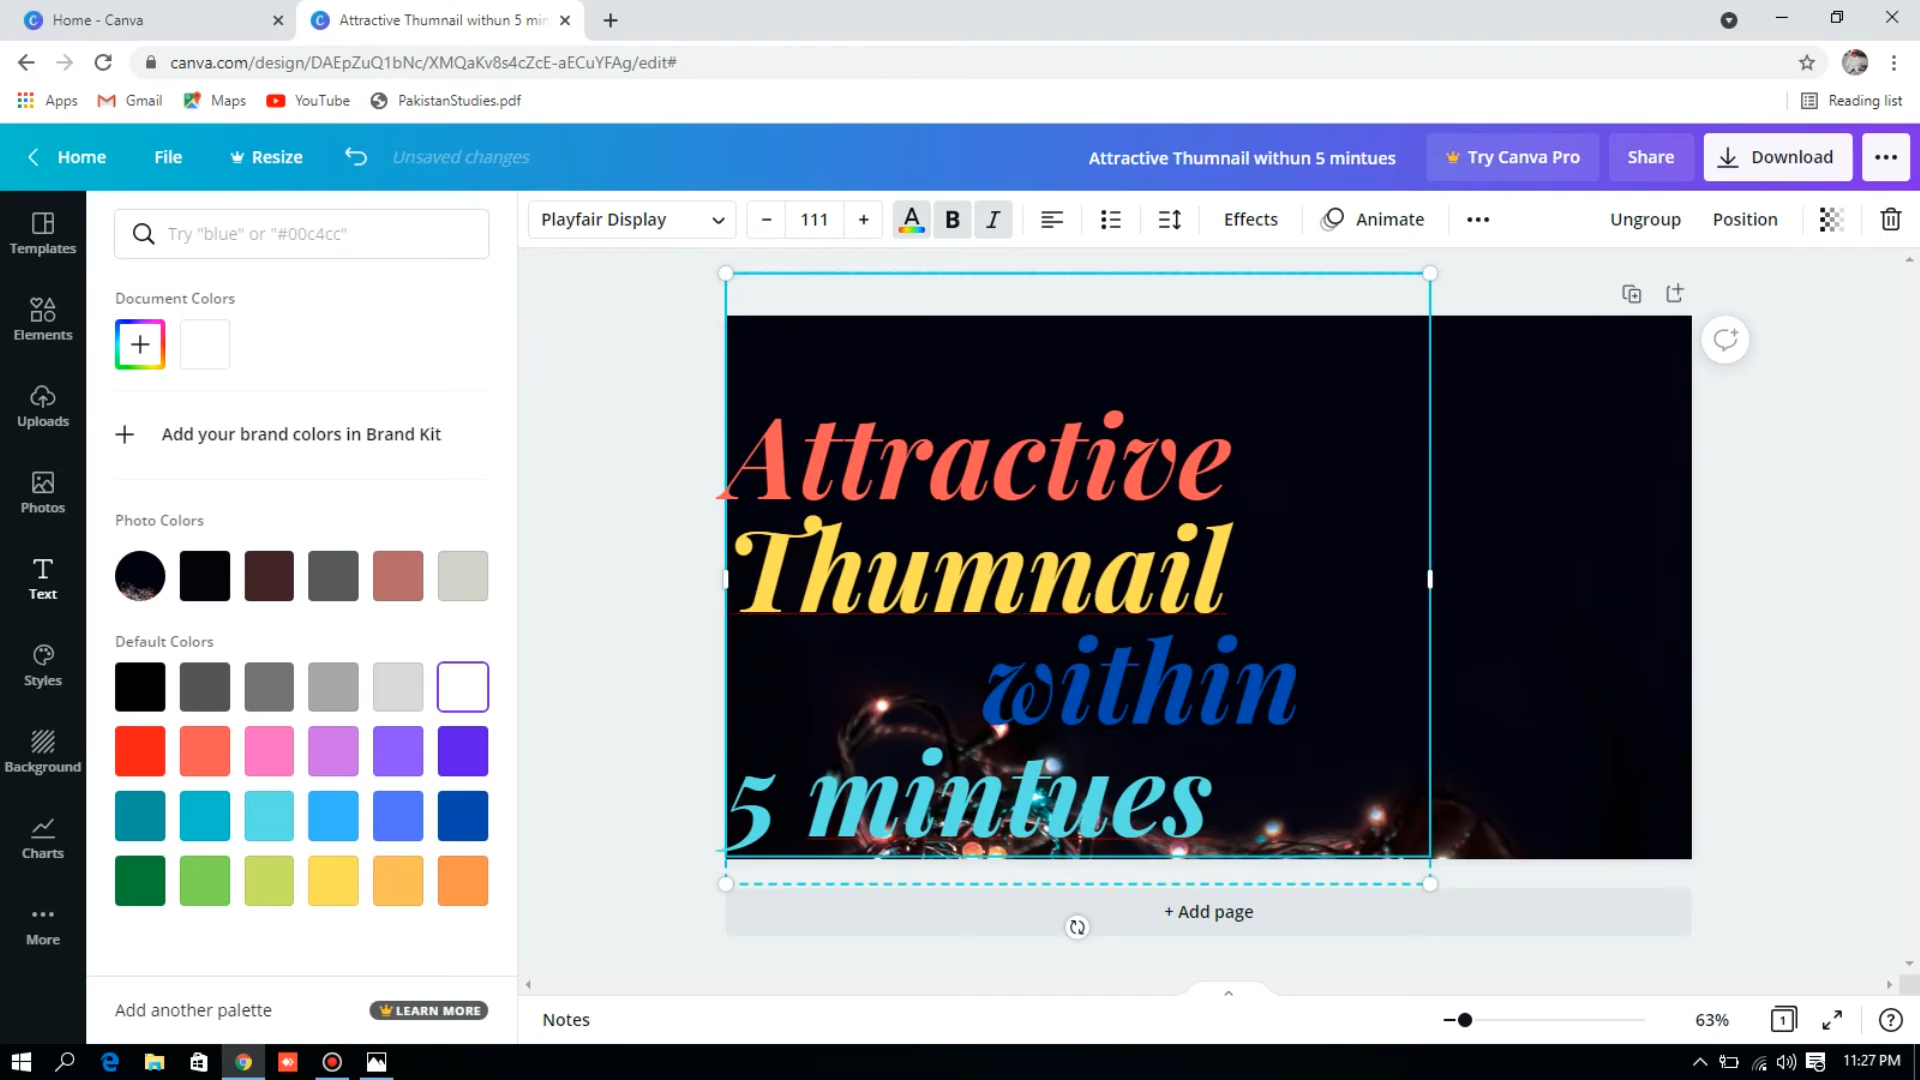 Home - Canva
Attractive Thumnail withun 5 min
canva.com/design/DAEpZuQ1bNc/XMQaKv8s4cZcE-aECuYFAg/edit#
Apps Gmail Maps YouTube PakistanStudies.pdf Reading list
Home File Resize Unsaved changes Attractive Thumnail withun 5 mintues Try Canva Pro Share Download
Playfair Display 111 A B I Effects Animate Ungroup Position
Templates
Elements
Uploads
Photos
Text
Styles
Background
Charts
More
Try "blue" or "#00c4cc"
Document Colors
Add your brand colors in Brand Kit
Photo Colors
Default Colors
Add another palette LEARN MORE
Attractive
Thumnail
within
5 mintues
+ Add page
Notes
63%
1
11:27 PM